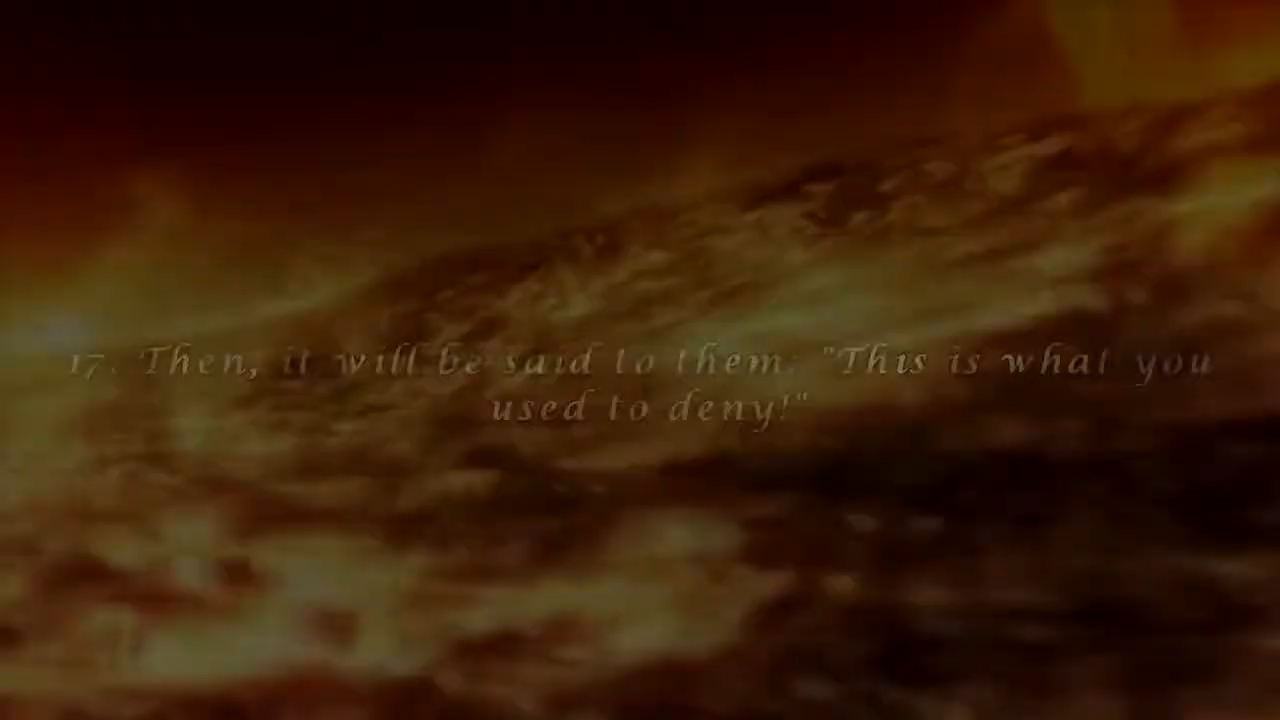 17. Then, it will be said to them: "This is what you
used to deny!"